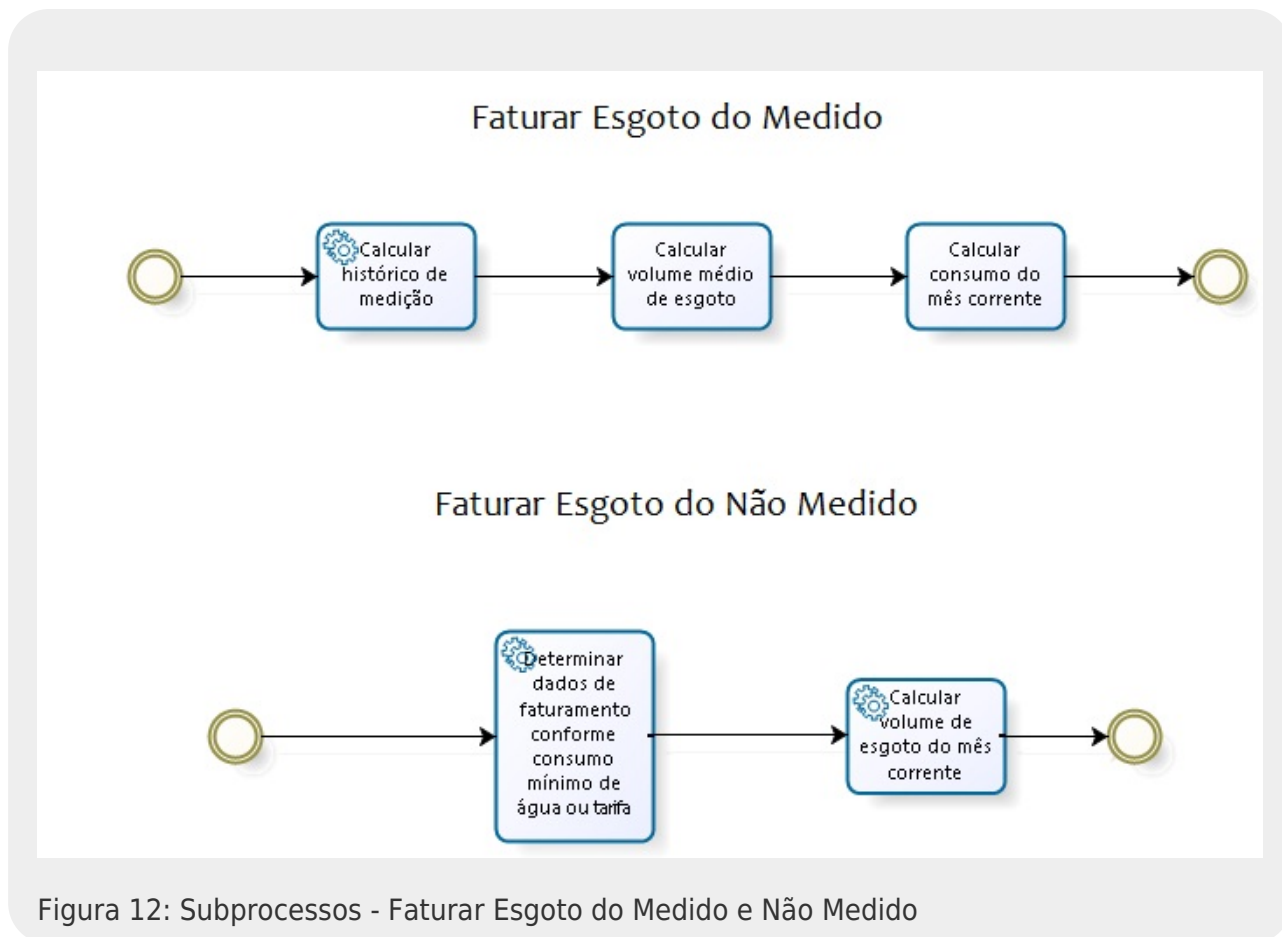 Faturar Esgoto do Medido
Calcular
histórico de
medição
Calcular
volume médio
de esgoto
Calcular
consumo do
mês corrente
Faturar Esgoto do Não Medido
Determinar
dados de
faturamento
conforme
consumo
mínimo de
água ou tarifa
Calcular
volume de
esgoto do mês
corrente
Figura 12: Subprocessos - Faturar Esgoto do Medido e Não Medido